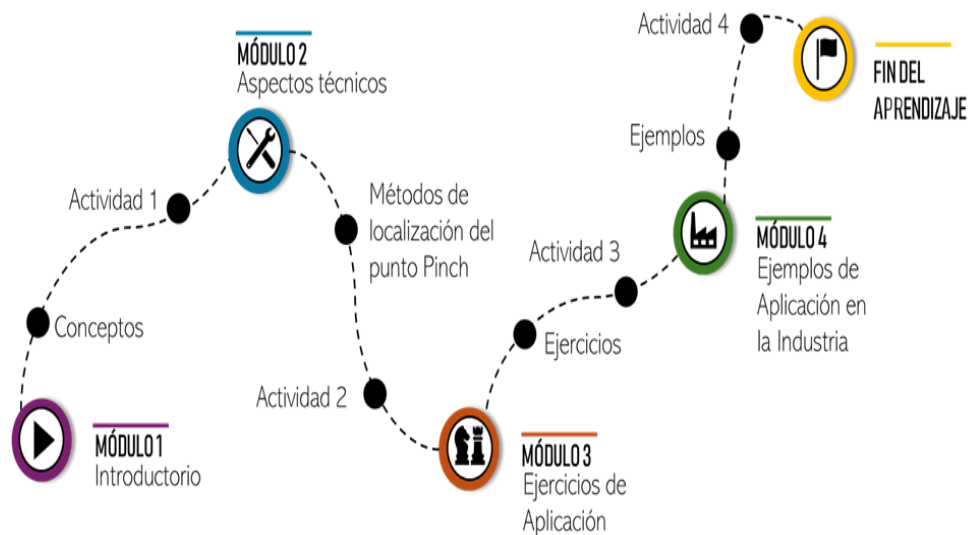 MÓDULO 1
Introductorio
Conceptos
Actividad 1
MÓDULO 2
Aspectos técnicos
Métodos de
localización del
punto Pinch
Actividad 2
MÓDULO 3
Ejercicios de
Aplicación
Ejercicios
Actividad 3
MÓDULO 4
Ejemplos de
Aplicación en
la Industria
Ejemplos
Actividad 4
FIN DEL
APRENDIZAJE